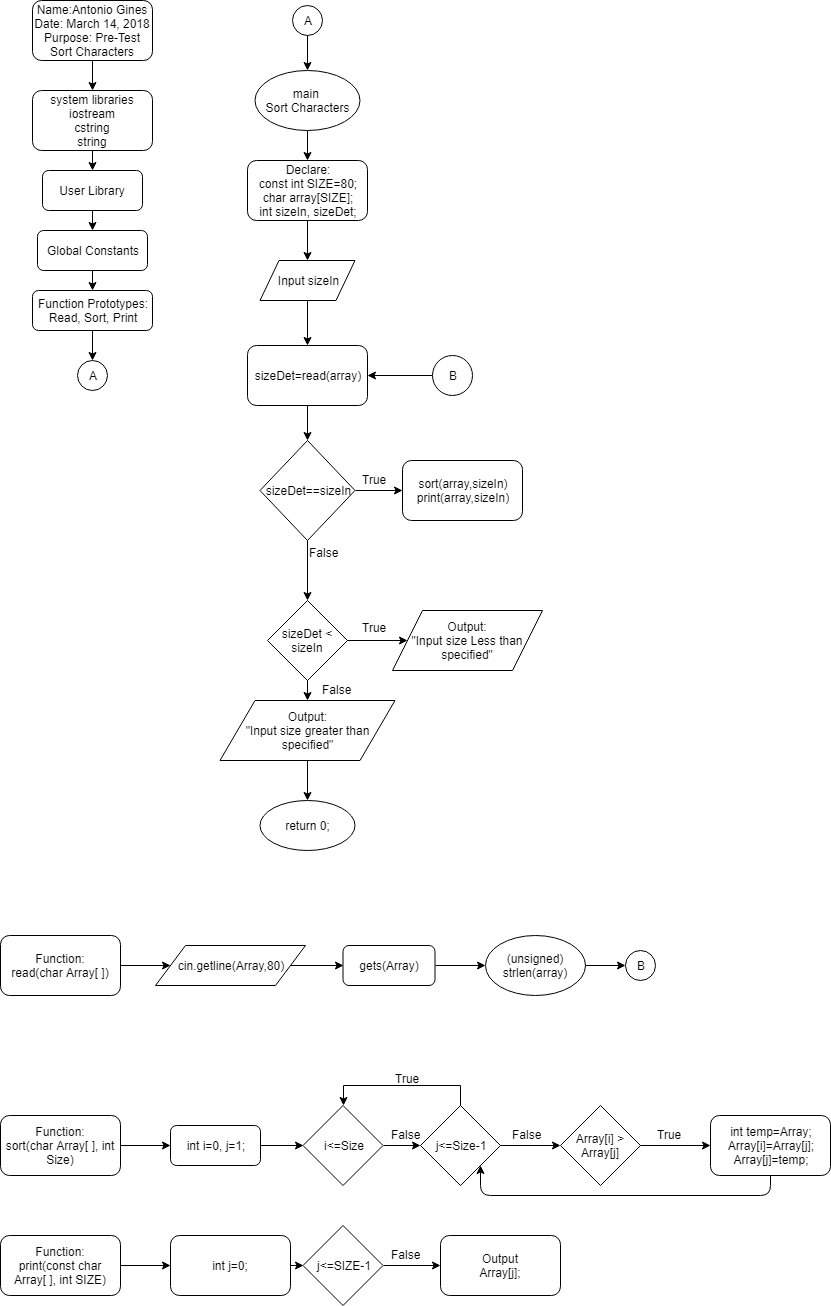 Name:Antonio Gines
Date: March 14, 2018
Purpose: Pre-Test
Sort Characters
system libraries
iostream
cstring
string
User Library
Global Constants
Function Prototypes:
Read, Sort, Print
A
A
main
Sort Characters
Declare:
const int SIZE=80;
char array[SIZE];
int sizeIn, sizeDet;
Input sizeIn
sizeDet=read(array)
B
sizeDet==sizeIn
True
sort(array,sizeIn)
print(array,sizeIn)
False
sizeDet <
sizeIn
True
Output:
"Input size Less than
specified"
False
Output:
"Input size greater than
specified"
return 0;
Function:
read(char Array[ ])
cin.getline(Array,80)
gets(Array)
(unsigned)
strlen(array)
B
Function:
sort(char Array[ ], int
Size)
int i=0, j=1;
True
i<=Size
False
j<=Size-1
False
Array[i] >
Array[j]
True
int temp=Array;
Array[i]=Array[j];
Array[j]=temp;
Function:
print(const char
Array[ ], int SIZE)
int j=0;
j<=SIZE-1
False
Output
Array[j];